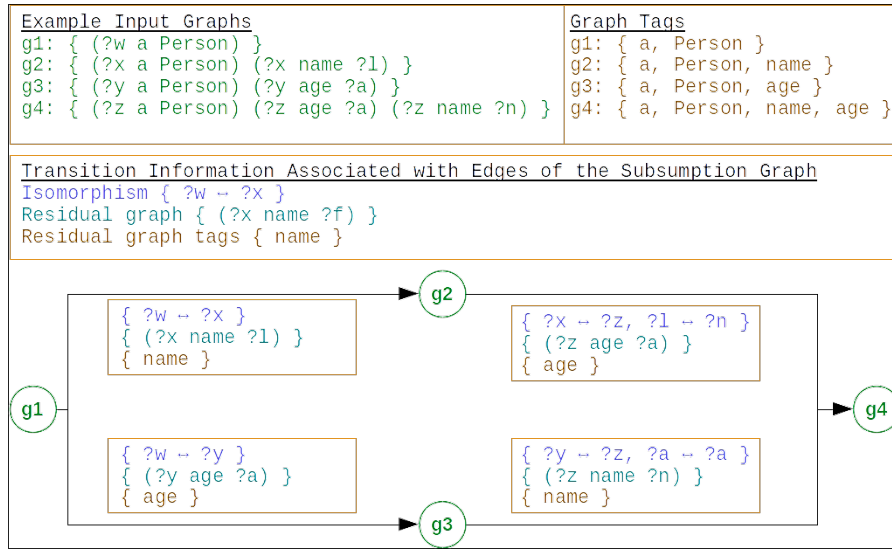 Example Input Graphs
g1: { (?w a Person) }
g2: { (?x a Person) (?x name ?l) }
g3: { (?y a Person) (?y age ?a) }
g4: { (?z a Person) (?z age ?a) (?z name ?n) }
Graph Tags
g1: { a, Person }
g2: { a, Person, name }
g3: { a, Person, age }
g4: { a, Person, name, age }
Transition Information Associated with Edges of the Subsumption Graph
Isomorphism { ?w ↔ ?x }
Residual graph { (?x name ?f) }
Residual graph tags { name }
g2
{ ?w ↔ ?x }
{ (?x name ?l) }
{ name }
{ ?x ↔ ?z, ?l ↔ ?n }
{ (?z age ?a) }
{ age }
g1
g4
{ ?w ↔ ?y }
{ (?y age ?a) }
{ age }
{ ?y ↔ ?z, ?a ↔ ?a }
{ (?z name ?n) }
{ name }
g3